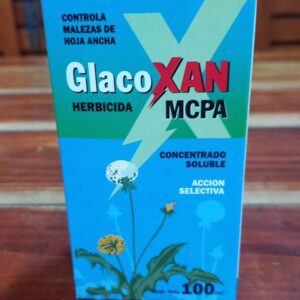 CONTROLA
MALEZAS DE
HOJA ANCHA
GlacoXAN
HERBICIDA MCPA
CONCENTRADO
SOLUBLE
ACCION
SELECTIVA
100